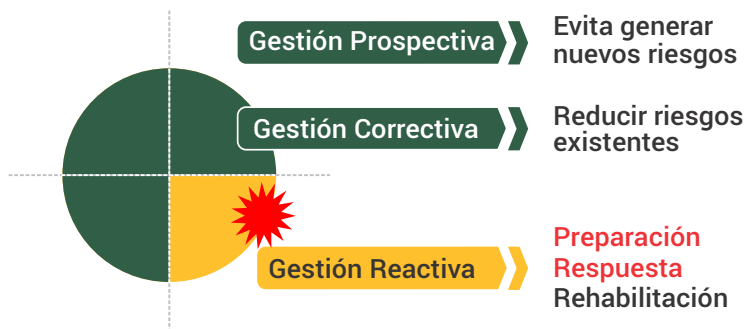 Gestión Prospectiva
Evita generar
nuevos riesgos
Gestión Correctiva
Reducir riesgos
existentes
Gestión Reactiva
Preparación
Respuesta
Rehabilitación